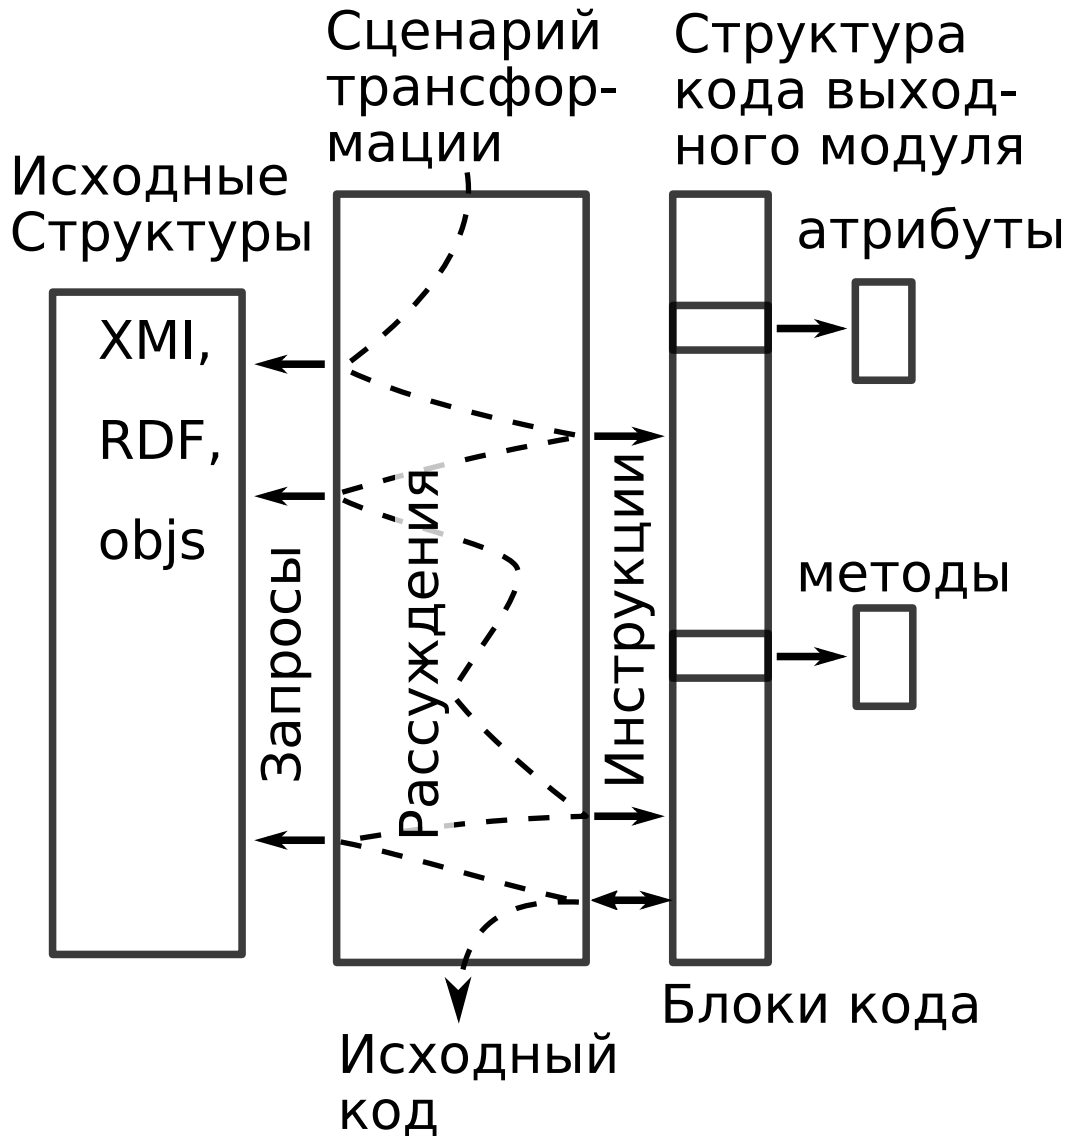 Сценарий
трансфор-
мации
Структура
кода выход-
ного модуля
Исходные
Структуры
атрибуты
XMI,
RDF,
objs
Запросы
Рассуждения
Инструкции
методы
Блоки кода
Исходный
код